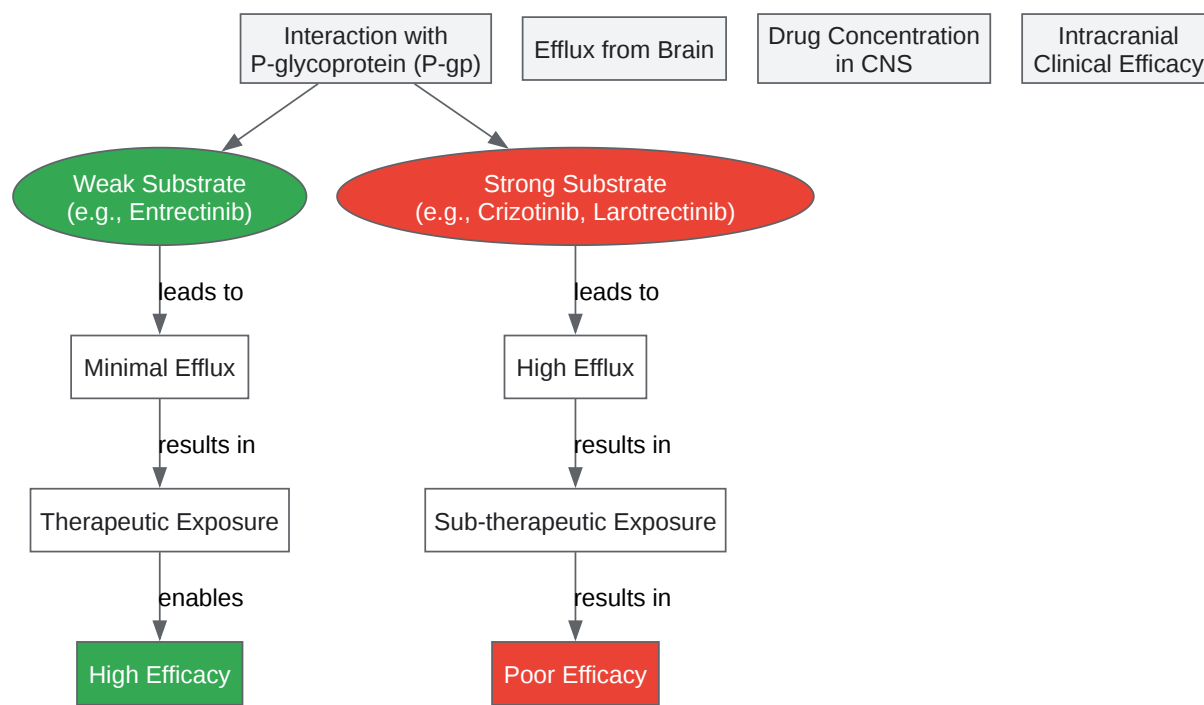 Interaction with
P-glycoprotein (P-gp)
Efflux from Brain
Drug Concentration
in CNS
Intracranial
Clinical Efficacy
Weak Substrate
(e.g., Entrectinib)
Strong Substrate
(e.g., Crizotinib, Larotrectinib)
leads to
leads to
Minimal Efflux
High Efflux
results in
results in
Therapeutic Exposure
Sub-therapeutic Exposure
enables
results in
High Efficacy
Poor Efficacy